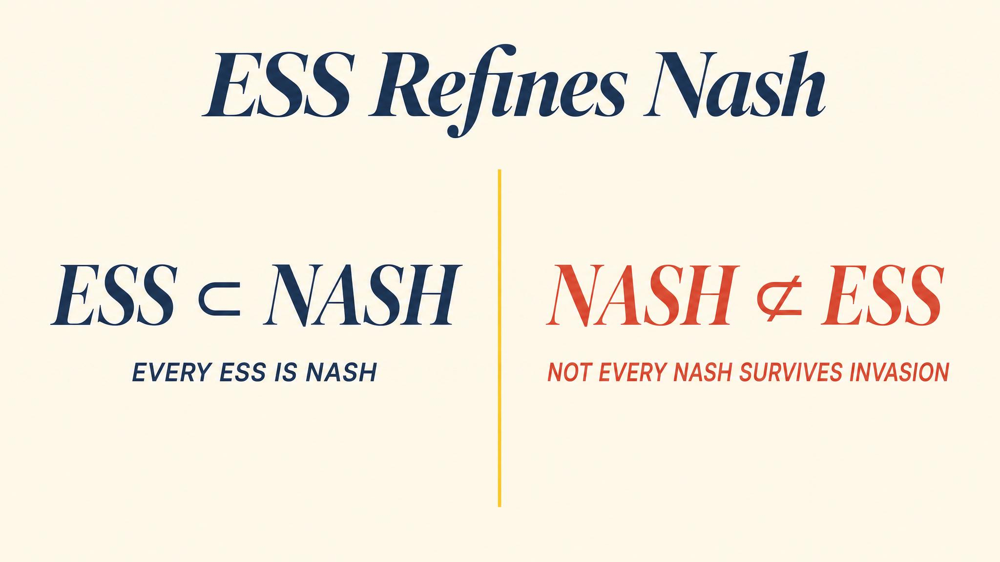 ESS Refines Nash
ESS ⊂ NASH
EVERY ESS IS NASH
NASH ⊄ ESS
NOT EVERY NASH SURVIVES INVASION